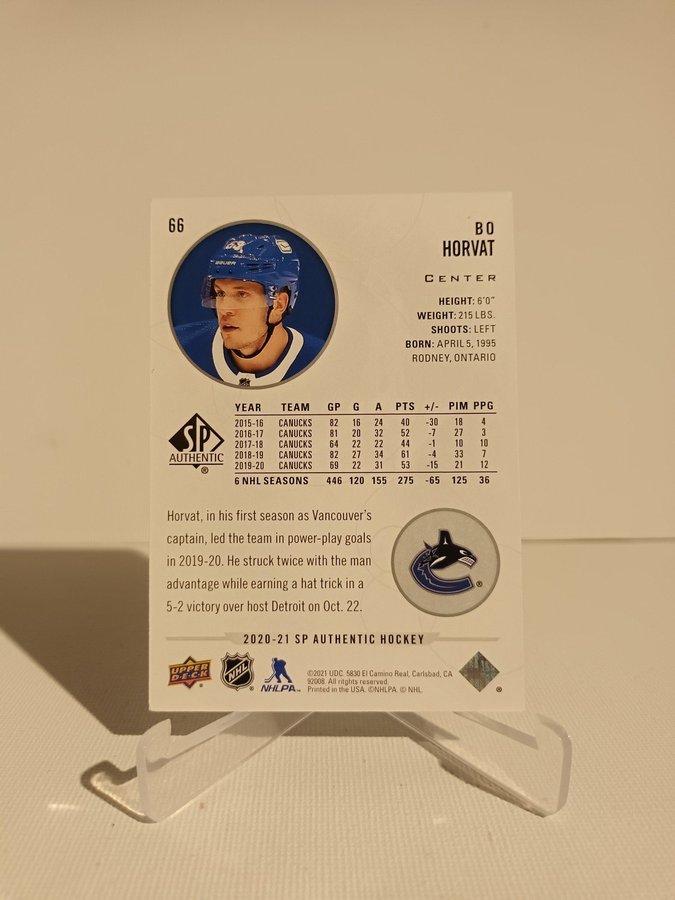 66
BO
HORVAT
CENTER
HEIGHT: 6'0"
WEIGHT: 215 LBS.
SHOOTS: LEFT
BORN: APRIL 5, 1995
RODNEY, ONTARIO
53
BAUER
YEAR TEAM GP G A PTS +/- PIM PPG
2015-16 CANUCKS 82 16 24 40 -30 18 4
2016-17 CANUCKS 81 20 32 52 -7 27 3
2017-18 CANUCKS 64 22 22 44 -1 10 10
2018-19 CANUCKS 82 27 34 61 -4 33 7
2019-20 CANUCKS 69 22 31 53 -15 21 12
6 NHL SEASONS 446 120 155 275 -65 125 36
SP
AUTHENTIC
®
Horvat, in his first season as Vancouver's
captain, led the team in power-play goals
in 2019-20. He struck twice with the man
advantage while earning a hat trick in a
5-2 victory over host Detroit on Oct. 22.
®
2020-21 SP AUTHENTIC HOCKEY
UPPER
DECK
NHL
®
NHLPA™
©2021 UDC. 5830 El Camino Real, Carlsbad, CA
92008. All rights reserved.
Printed in the USA. ©NHLPA. © NHL.
®